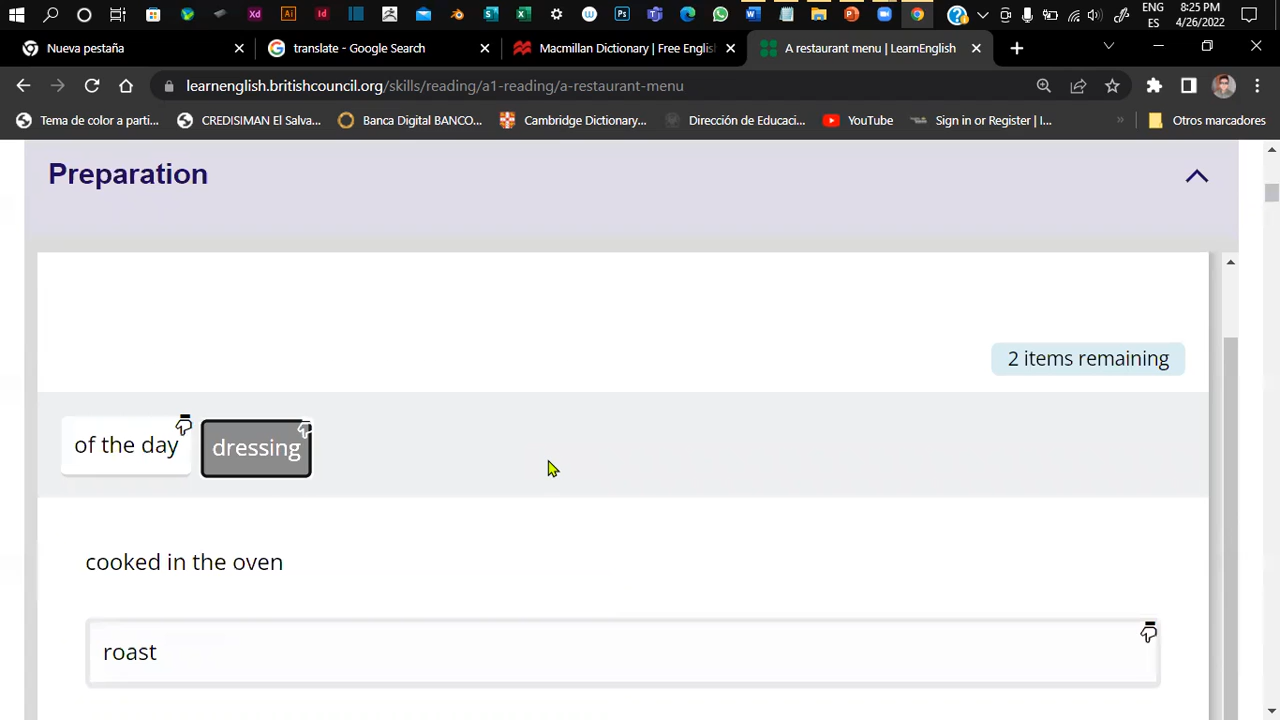 ENG
ES
8:25 PM
4/26/2022
Nueva pestaña
translate - Google Search
Macmillan Dictionary | Free Englis
A restaurant menu | LearnEnglish
learnenglish.britishcouncil.org/skills/reading/a1-reading/a-restaurant-menu
Tema de color a parti...
CREDISIMAN El Salva...
Banca Digital BANCO...
Cambridge Dictionary...
Dirección de Educaci...
YouTube
Sign in or Register | I...
»
Otros marcadores
Preparation
2 items remaining
of the day
dressing
cooked in the oven
roast